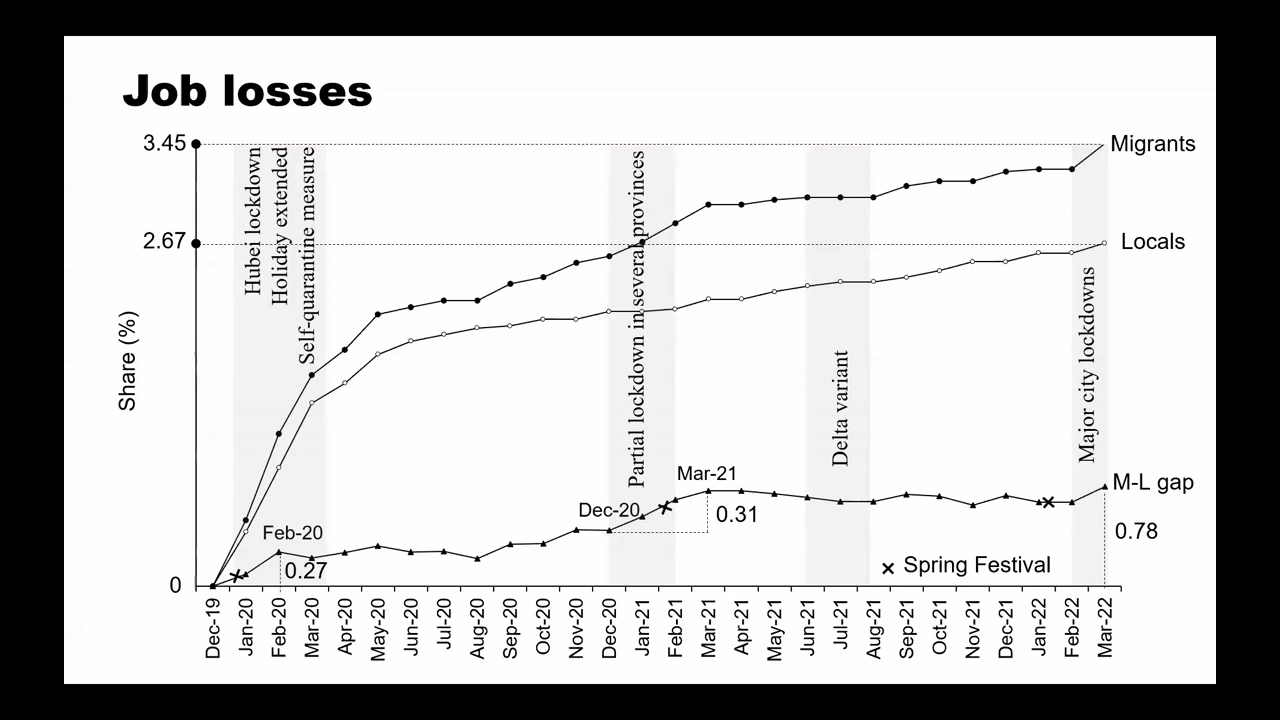 Job losses
3.45
2.67
0
Share (%)
Hubei lockdown
Holiday extended
Self-quarantine measure
Partial lockdown in several provinces
Delta variant
Major city lockdowns
Migrants
Locals
M-L gap
Feb-20
0.27
Dec-20
Mar-21
0.31
0.78
Spring Festival
Dec-19
Jan-20
Feb-20
Mar-20
Apr-20
May-20
Jun-20
Jul-20
Aug-20
Sep-20
Oct-20
Nov-20
Dec-20
Jan-21
Feb-21
Mar-21
Apr-21
May-21
Jun-21
Jul-21
Aug-21
Sep-21
Oct-21
Nov-21
Dec-21
Jan-22
Feb-22
Mar-22